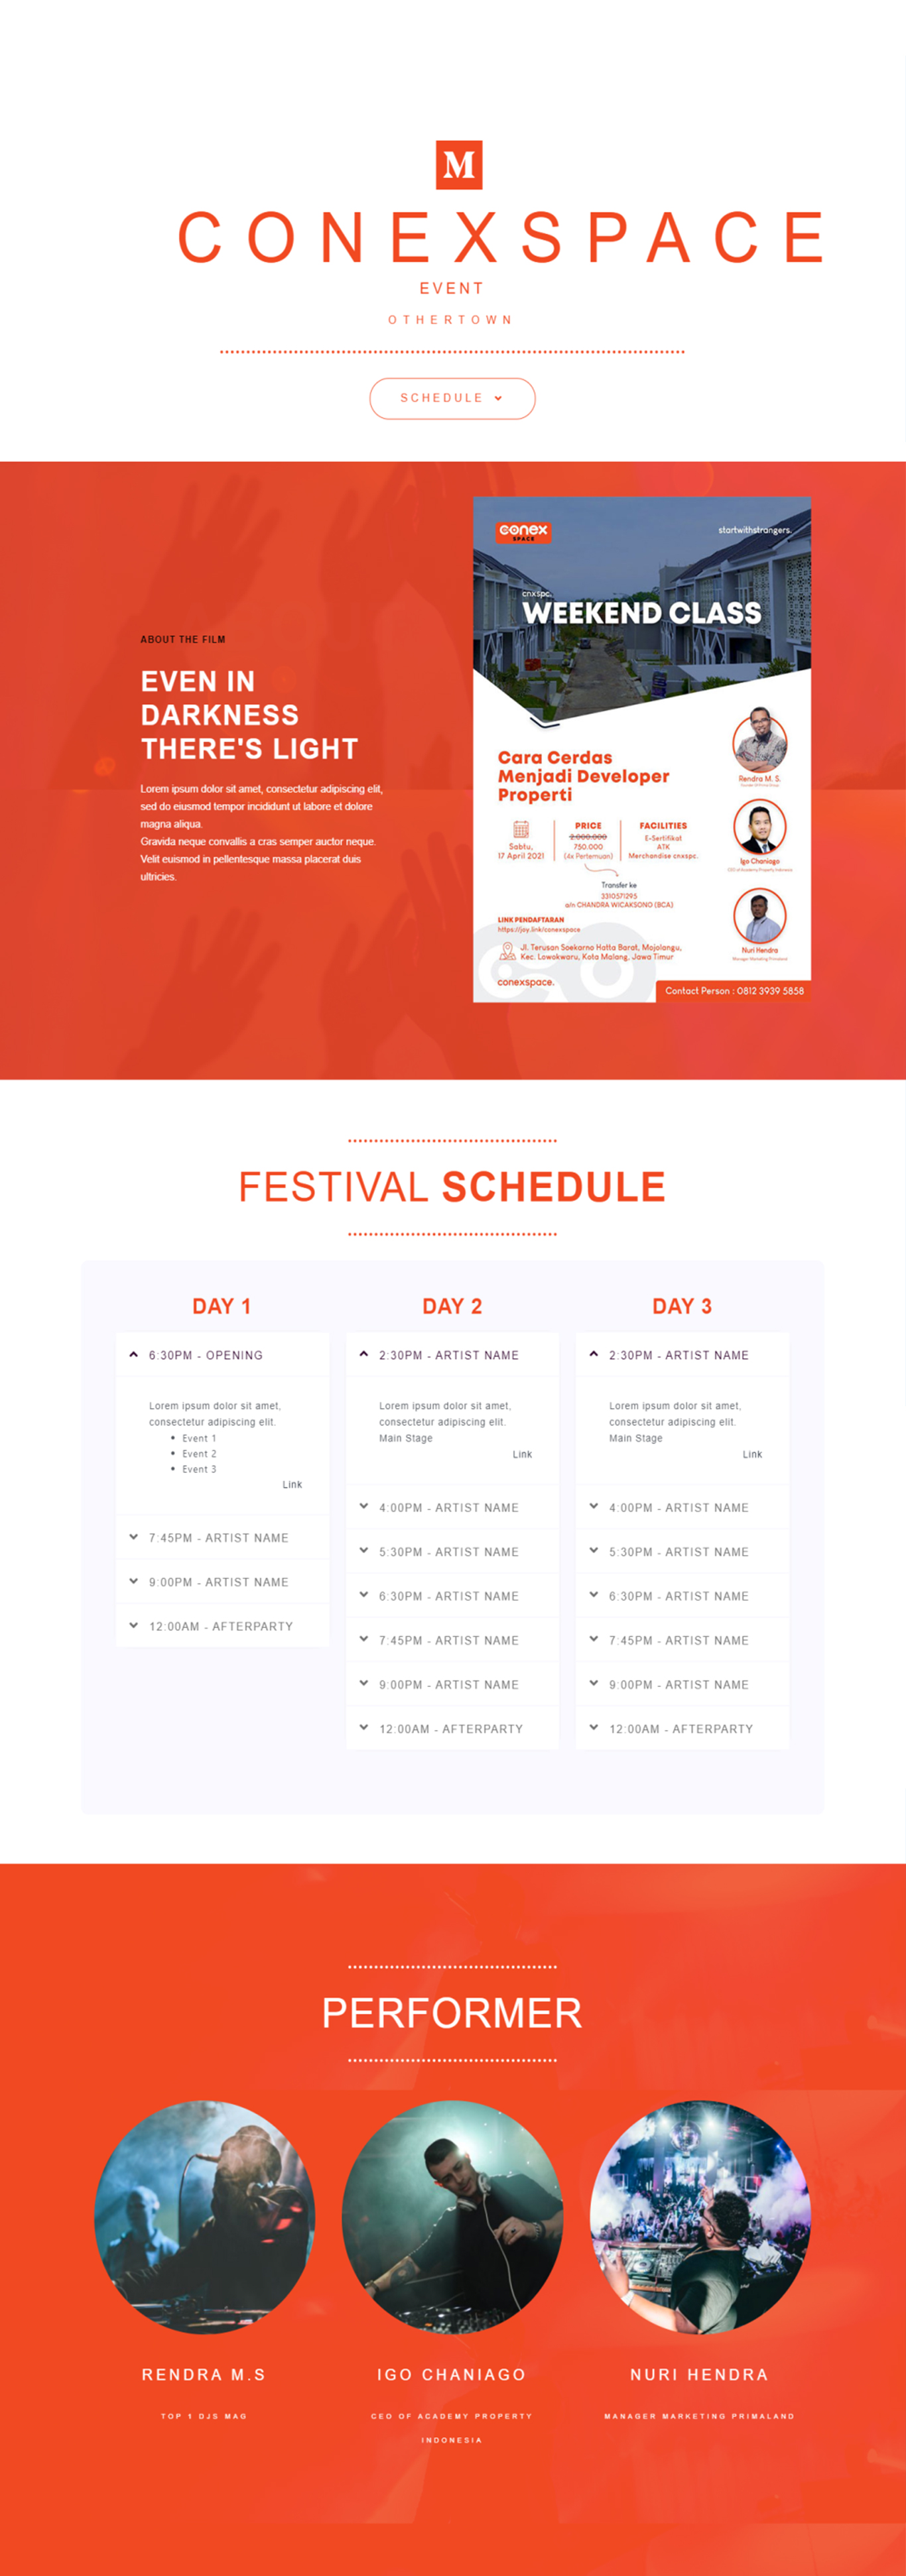 M
CONEXSPACE
EVENT
OTHERTOWN
SCHEDULE
ABOUT THE FILM
EVEN IN
DARKNESS
THERE'S LIGHT
Lorem ipsum dolor sit amet, consectetur adipiscing elit,
sed do eiusmod tempor incididunt ut labore et dolore
magna aliqua.
Gravida neque convallis a cras semper auctor neque.
Velit euismod in pellentesque massa placerat duis
ultricies.
conex
SPACE
startwithstrangers.
cnxspc.
WEEKEND CLASS
Cara Cerdas
Menjadi Developer
Properti
Sabtu,
17 April 2021
PRICE
2.000.000
750.000
(4x Pertemuan)
FACILITIES
E-Sertifikat
ATK
Merchandise cnxspc.
Transfer ke
3310571295
a/n CHANDRA WICAKSONO (BCA)
LINK PENDAFTARAN
https://joy.link/conexspace
Jl. Terusan Soekarno Hatta Barat, Mojolangu,
Kec. Lowokwaru, Kota Malang, Jawa Timur
conexspace.
Rendra M. S.
Igo Chaniago
CEO of Academy Property Indonesia
Nuri Hendra
Manager Marketing Primaland
Contact Person : 0812 3939 5858
FESTIVAL SCHEDULE
DAY 1
6:30PM - OPENING
Lorem ipsum dolor sit amet,
consectetur adipiscing elit.
Event 1
Event 2
Event 3
Link
7:45PM - ARTIST NAME
9:00PM - ARTIST NAME
12:00AM - AFTERPARTY
DAY 2
2:30PM - ARTIST NAME
Lorem ipsum dolor sit amet,
consectetur adipiscing elit.
Main Stage
Link
4:00PM - ARTIST NAME
5:30PM - ARTIST NAME
6:30PM - ARTIST NAME
7:45PM - ARTIST NAME
9:00PM - ARTIST NAME
12:00AM - AFTERPARTY
DAY 3
2:30PM - ARTIST NAME
Lorem ipsum dolor sit amet,
consectetur adipiscing elit.
Main Stage
Link
4:00PM - ARTIST NAME
5:30PM - ARTIST NAME
6:30PM - ARTIST NAME
7:45PM - ARTIST NAME
9:00PM - ARTIST NAME
12:00AM - AFTERPARTY
PERFORMER
RENDRA M.S
TOP 1 DJS MAG
IGO CHANIAGO
CEO OF ACADEMY PROPERTY
INDONESIA
NURI HENDRA
MANAGER MARKETING PRIMALAND